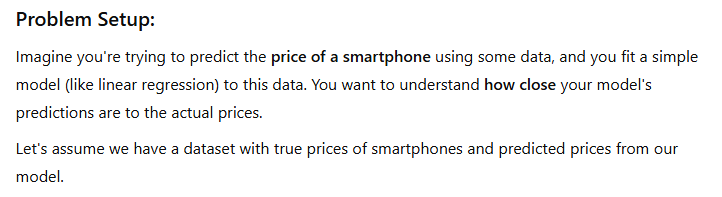 Problem Setup:
Imagine you're trying to predict the price of a smartphone using some data, and you fit a simple
model (like linear regression) to this data. You want to understand how close your model's
predictions are to the actual prices.
Let's assume we have a dataset with true prices of smartphones and predicted prices from our
model.